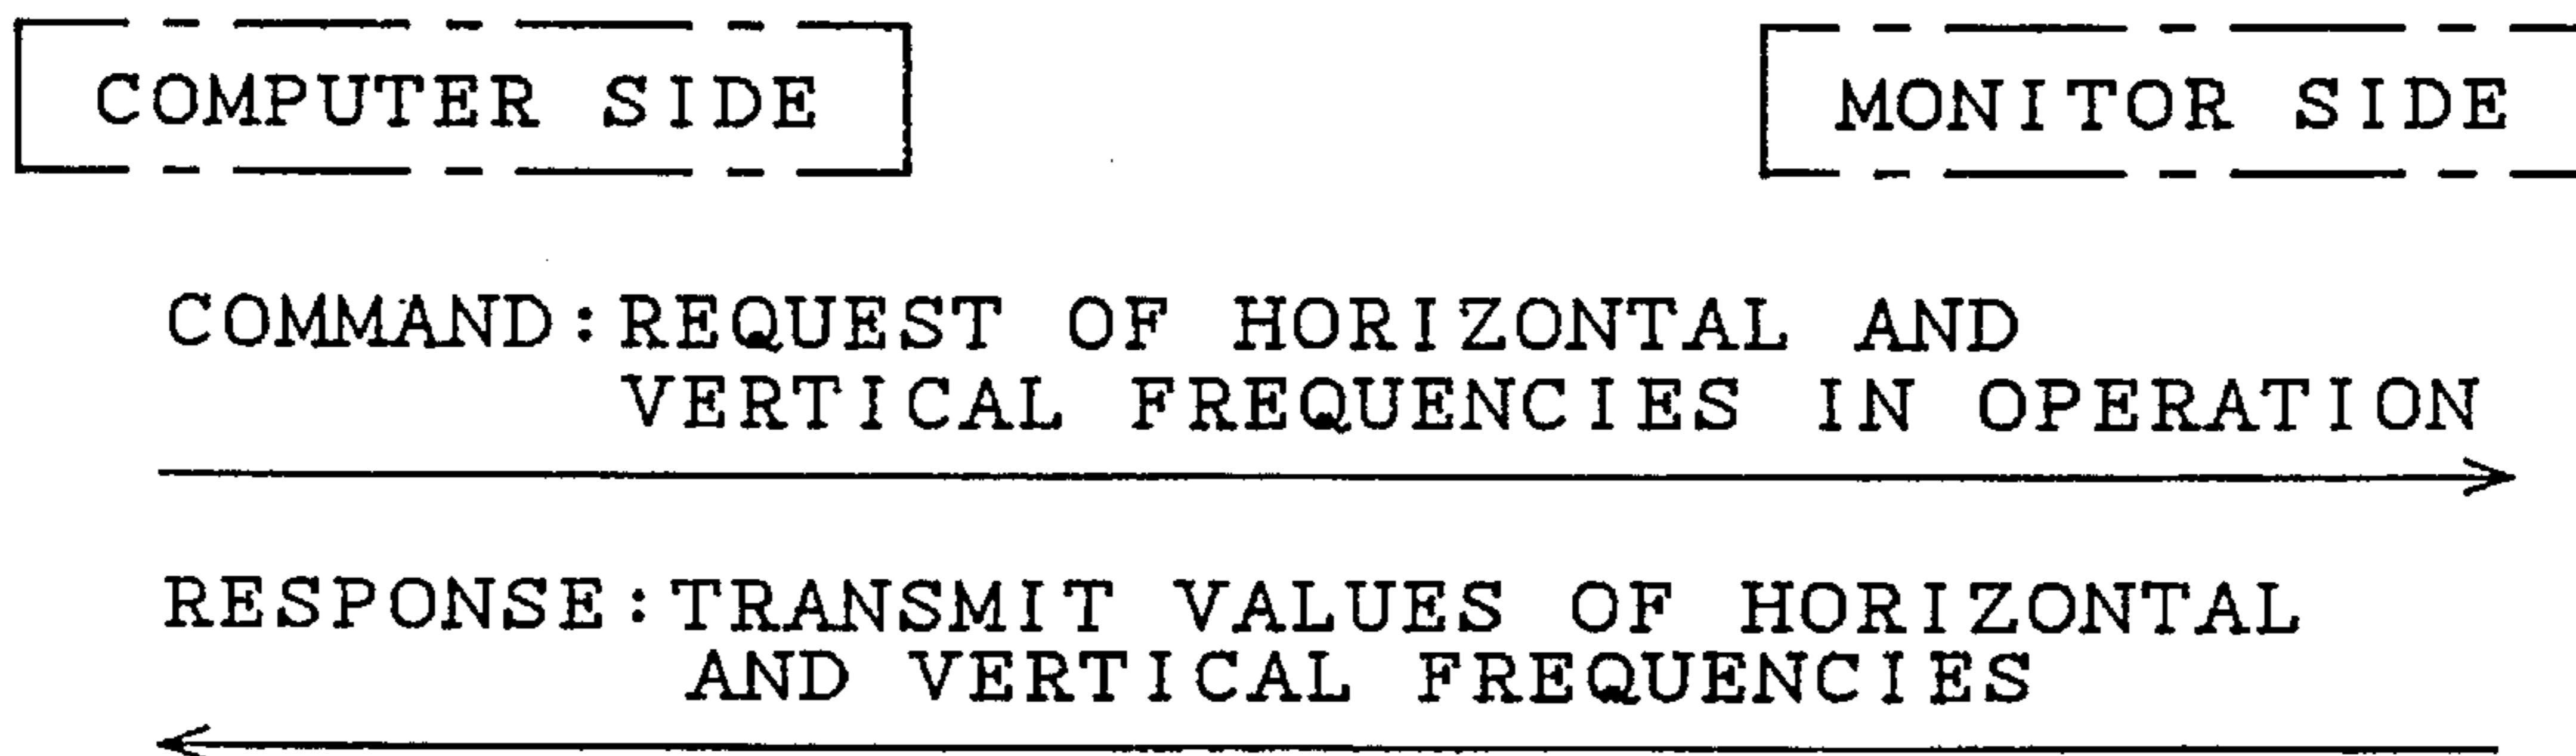 COMPUTER SIDE
MONITOR SIDE
COMMAND:REQUEST OF HORIZONTAL AND
VERTICAL FREQUENCIES IN OPERATION
RESPONSE:TRANSMIT VALUES OF HORIZONTAL
AND VERTICAL FREQUENCIES